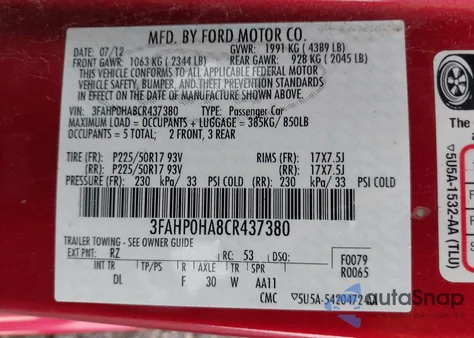 MFD. BY FORD MOTOR CO.
07/12 GVWR: 1991 KG (4389 LB)
FRONT GAWR: 1063 KG (2344 LB) REAR GAWR: 928 KG (2045 LB)
THIS VEHICLE CONFORMS TO ALL APPLICABLE FEDERAL MOTOR
VEHICLE SAFETY, BUMPER, AND THEFT PREVENTION STANDARDS
IN EFFECT ON THE DATE OF MANUFACTURE SHOWN ABOVE.
VIN: 3FAHP0HA8CR437380 TYPE: Passenger Car
MAXIMUM LOAD = OCCUPANTS + LUGGAGE = 385KG / 850LB
OCCUPANTS = 5 TOTAL: 2 FRONT, 3 REAR
TIRE (FR): P225/50R17 93V RIMS (FR): 17X7.5J
(RR): P225/50R17 93V (RR): 17X7.5J
PRESSURE (FR): 230 kPa/ 33 PSI COLD (RR): 230 kPa/ 33 PSI COLD
3FAHP0HA8CR437380
TRAILER TOWING - SEE OWNER GUIDE
EXT PNT: RZ RC: 53 DSO: F0079
R0065
INT TR TP/PS R AXLE TR SPR
DL F 30 W AA11
CMC ▽5U5A-5420472-AA
▽5U5A-1532-AA (TLU)
The
a
autoSnap